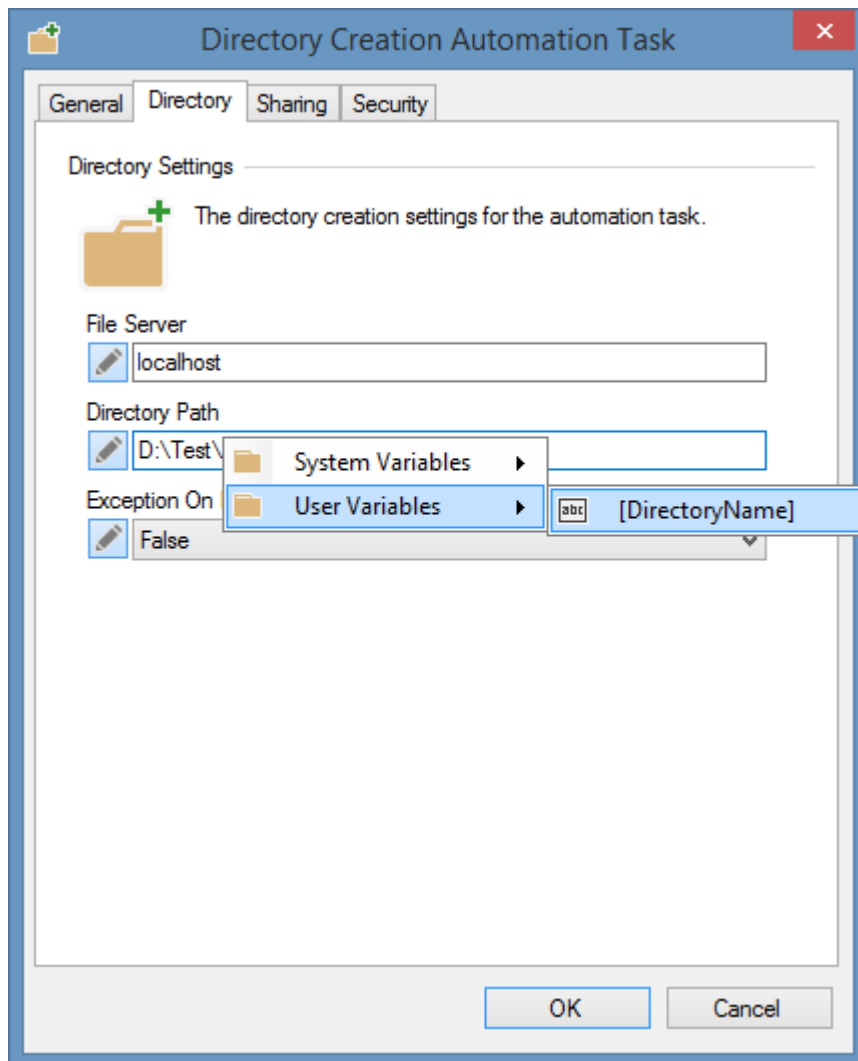 Directory Creation Automation Task
General Directory Sharing Security
Directory Settings
The directory creation settings for the automation task.
File Server
localhost
Directory Path
D:\Test\
System Variables
Exception On
User Variables
abc [DirectoryName]
False
OK Cancel